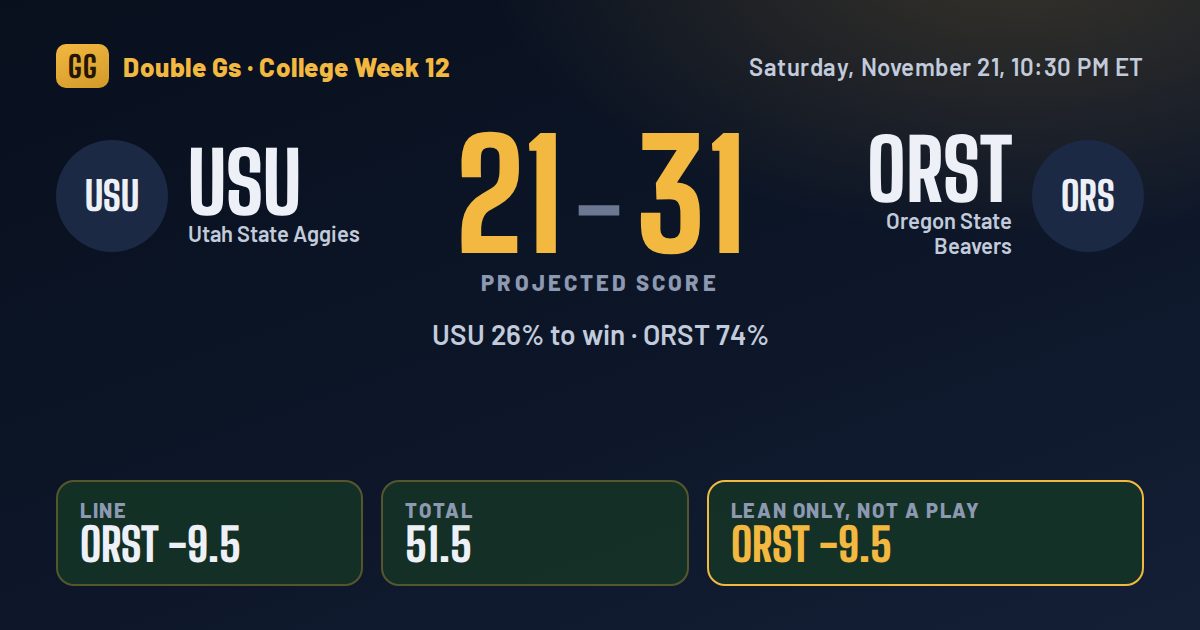 GG
Double Gs · College Week 12
Saturday, November 21, 10:30 PM ET
USU
USU
Utah State Aggies
21 – 31
PROJECTED SCORE
USU 26% to win · ORST 74%
ORST
Oregon State
Beavers
ORS
LINE
ORST −9.5
TOTAL
51.5
LEAN ONLY, NOT A PLAY
ORST −9.5